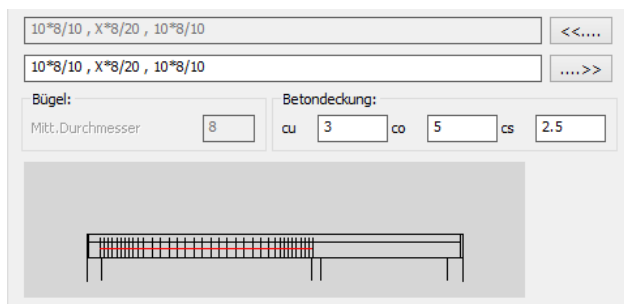 10*8/10 , X*8/20 , 10*8/10 <<....
10*8/10 , X*8/20 , 10*8/10 ....>>
Bügel: Betondeckung:
Mitt.Durchmesser 8 cu 3 co 5 cs 2.5